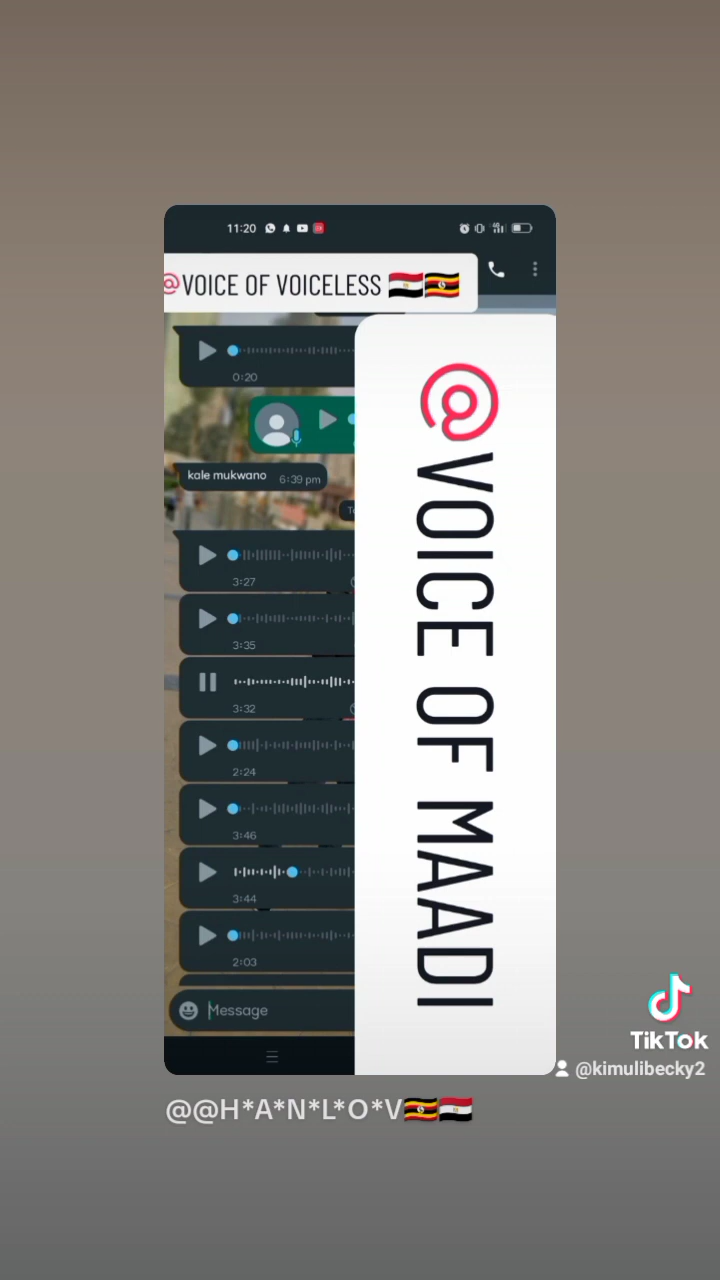 11:20
@VOICE OF VOICELESS 🇪🇬🇺🇬
0:20
kale mukwano 6:39 pm
3:27
3:35
3:32
2:24
3:46
3:44
2:03
Message
@VOICE OF MAADI
TikTok
@kimulibecky2
@@H*A*N*L*O*V🇺🇬🇪🇬